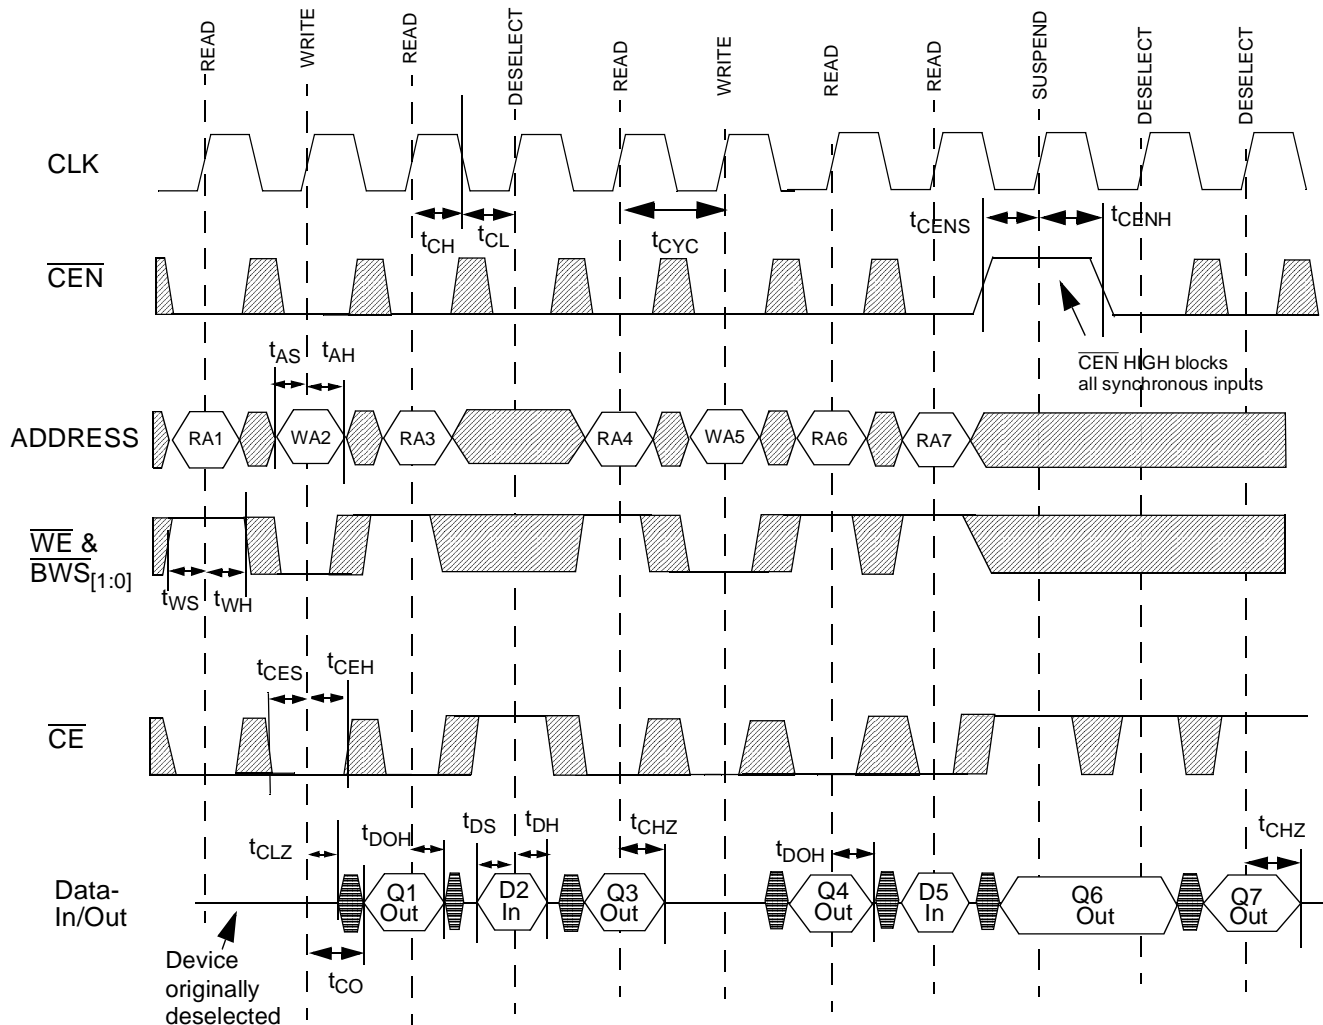 READ
WRITE
READ
DESELECT
READ
WRITE
READ
READ
SUSPEND
DESELECT
DESELECT
CLK
tCH
tCL
tCYC
tCENS
tCENH
CEN
CEN HIGH blocks
all synchronous inputs
tAS
tAH
ADDRESS
RA1
WA2
RA3
RA4
WA5
RA6
RA7
WE &
BWS[1:0]
tWS
tWH
tCES
tCEH
CE
tCLZ
tDOH
tDS
tDH
tCHZ
tDOH
tCHZ
Data-
In/Out
Q1
Out
D2
In
Q3
Out
Q4
Out
D5
In
Q6
Out
Q7
Out
tCO
Device
originally
deselected